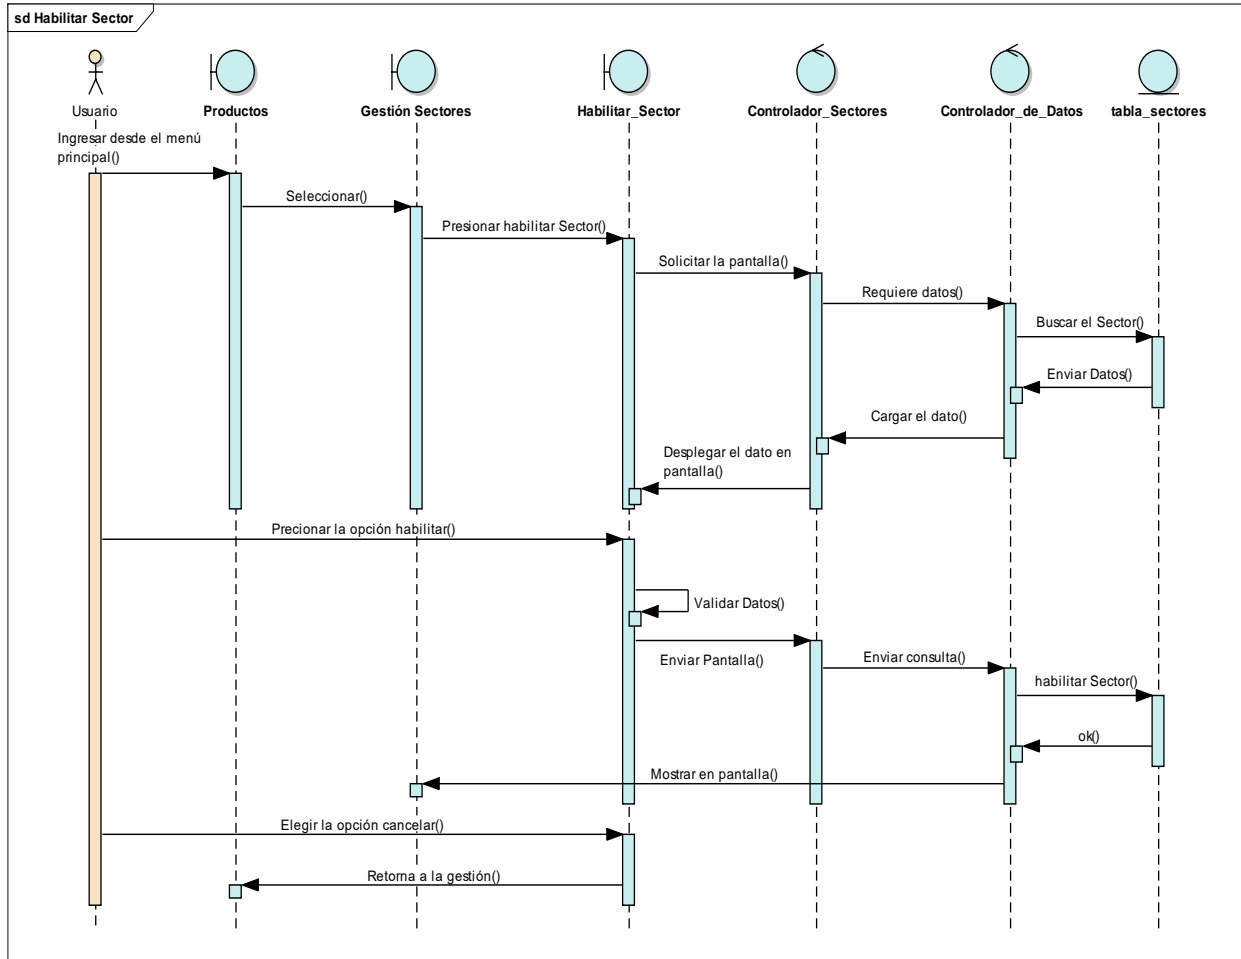 sd Habilitar Sector
Usuario
Productos
Gestión Sectores
Habilitar_Sector
Controlador_Sectores
Controlador_de_Datos
tabla_sectores
Ingresar desde el menú
principal()
Seleccionar()
Presionar habilitar Sector()
Solicitar la pantalla()
Requiere datos()
Buscar el Sector()
Enviar Datos()
Cargar el dato()
Desplegar el dato en
pantalla()
Precionar la opción habilitar()
Validar Datos()
Enviar Pantalla()
Enviar consulta()
habilitar Sector()
ok()
Mostrar en pantalla()
Elegir la opción cancelar()
Retorna a la gestión()